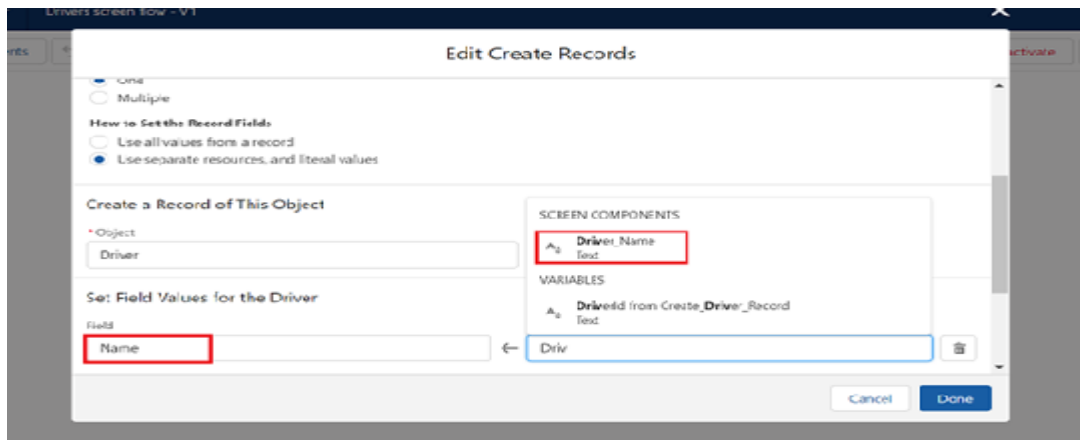 Drivers screen flow - V1
Edit Create Records
One
Multiple
How to Set the Record Fields
Use all values from a record
Use separate resources, and literal values
Create a Record of This Object
SCREEN COMPONENTS
* Object
Driver_Name
Text
Driver
VARIABLES
DriverId from Create_Driver_Record
Text
Set Field Values for the Driver
Field
Name
← Driv
Cancel
Done